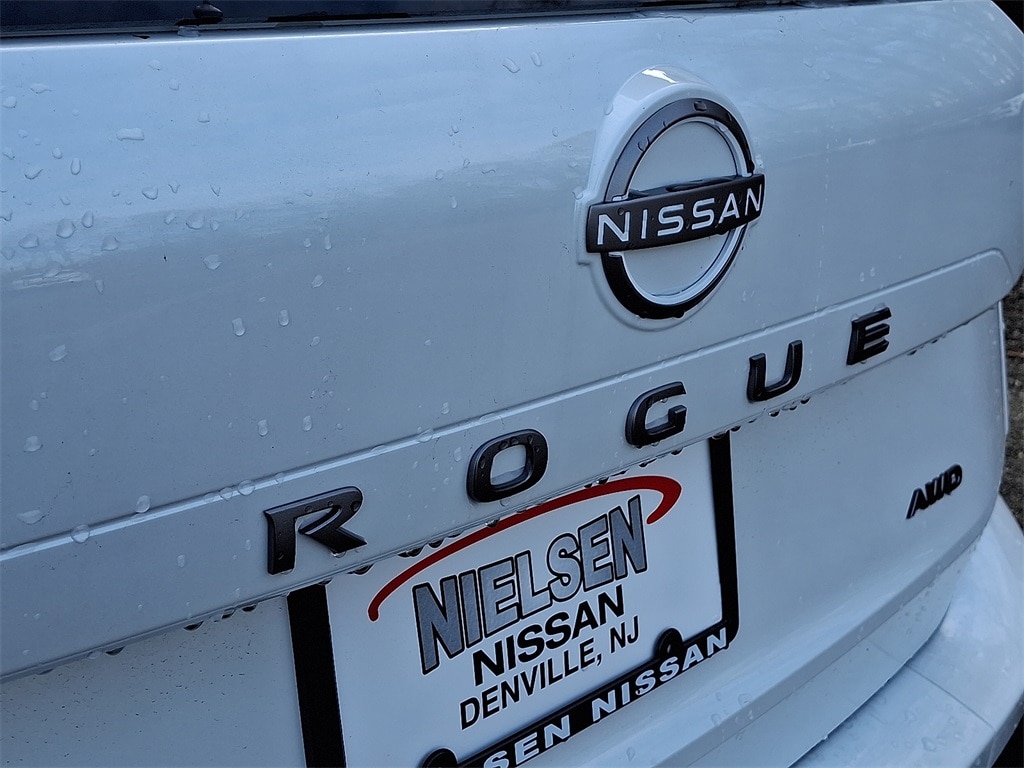 NISSAN
ROGUE
AWD
NIELSEN
NISSAN
DENVILLE, NJ
SEN NISSAN